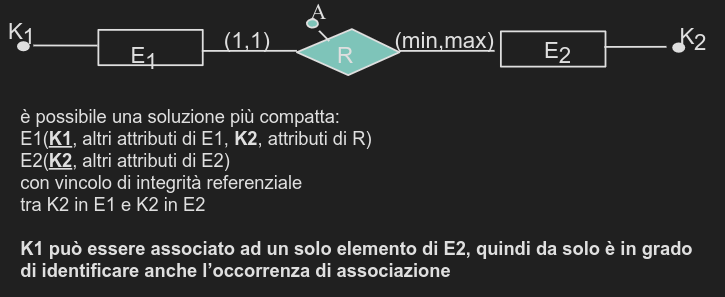 A
K1 E1 (1,1) R (min,max) E2 K2
è possibile una soluzione più compatta:
E1(K1, altri attributi di E1, K2, attributi di R)
E2(K2, altri attributi di E2)
con vincolo di integrità referenziale
tra K2 in E1 e K2 in E2
K1 può essere associato ad un solo elemento di E2, quindi da solo è in grado
di identificare anche l’occorrenza di associazione